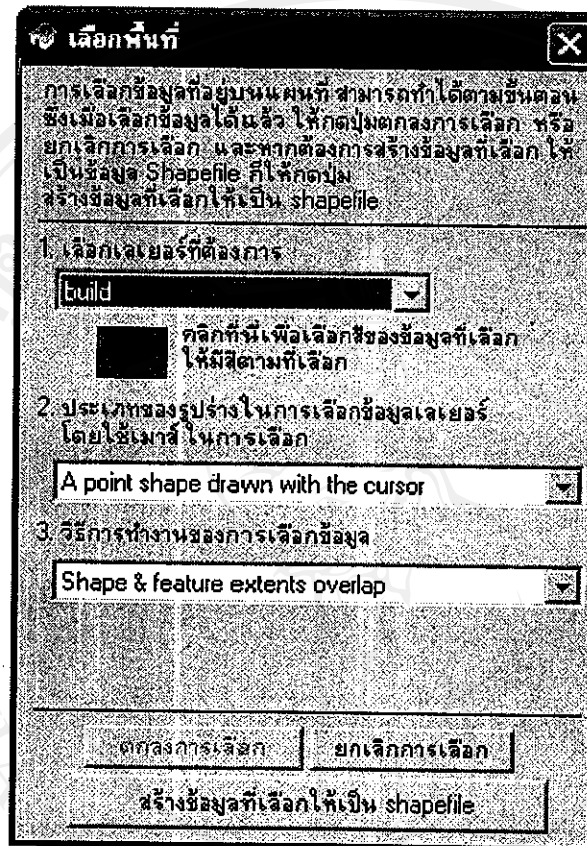 เลือกพื้นที่
การเลือกข้อมูลที่อยู่บนแผนที่ สามารถทำได้ตามขั้นตอน
ซึ่งเมื่อเลือกข้อมูลได้แล้ว ให้กดปุ่มตกลงการเลือก หรือ
ยกเลิกการเลือก และหากต้องการสร้างข้อมูลที่เลือก ให้
เป็นข้อมูล Shapefile ก็ให้กดปุ่ม
สร้างข้อมูลที่เลือกให้เป็น shapefile
1. เลือกเลเยอร์ที่ต้องการ
build
คลิกที่นี่เพื่อเลือกสีของข้อมูลที่เลือก
ให้มีสีตามที่เลือก
2. ประเภทของรูปร่างในการเลือกข้อมูลเลเยอร์
โดยใช้เมาส์ ในการเลือก
A point shape drawn with the cursor
3. วิธีการทำงานของการเลือกข้อมูล
Shape & feature extents overlap
ตกลงการเลือก ยกเลิกการเลือก
สร้างข้อมูลที่เลือกให้เป็น shapefile